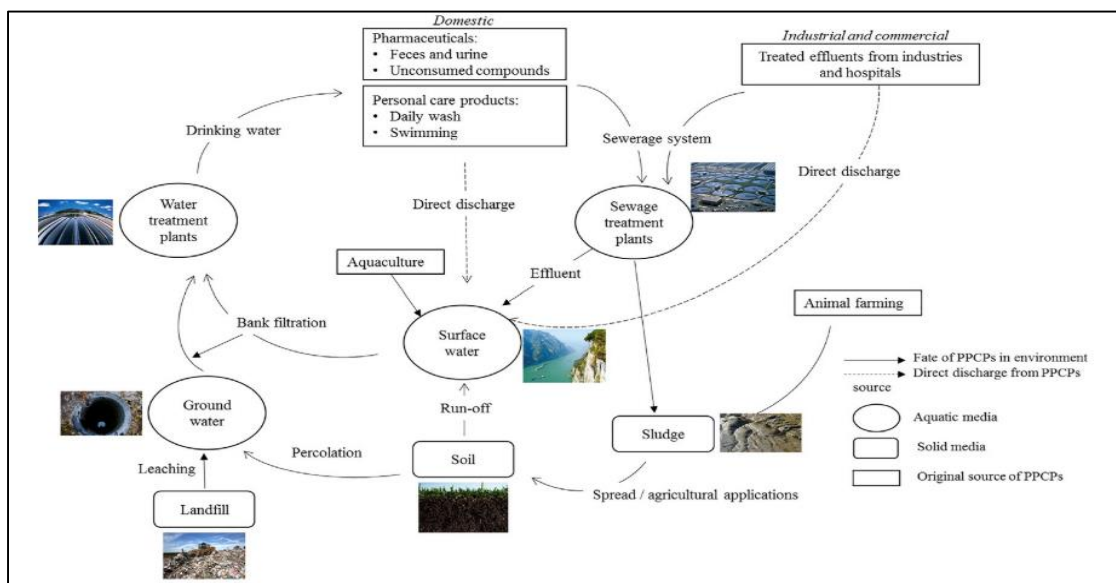 Domestic
Pharmaceuticals:
• Feces and urine
• Unconsumed compounds
Personal care products:
• Daily wash
• Swimming
Industrial and commercial
Treated effluents from industries
and hospitals
Drinking water
Sewerage system
Direct discharge
Direct discharge
Water
treatment
plants
Sewage
treatment
plants
Aquaculture
Effluent
Animal farming
Bank filtration
Surface
water
Fate of PPCPs in environment
Direct discharge from PPCPs
source
Ground
water
Run-off
Aquatic media
Sludge
Solid media
Percolation
Soil
Leaching
Original source of PPCPs
Spread / agricultural applications
Landfill